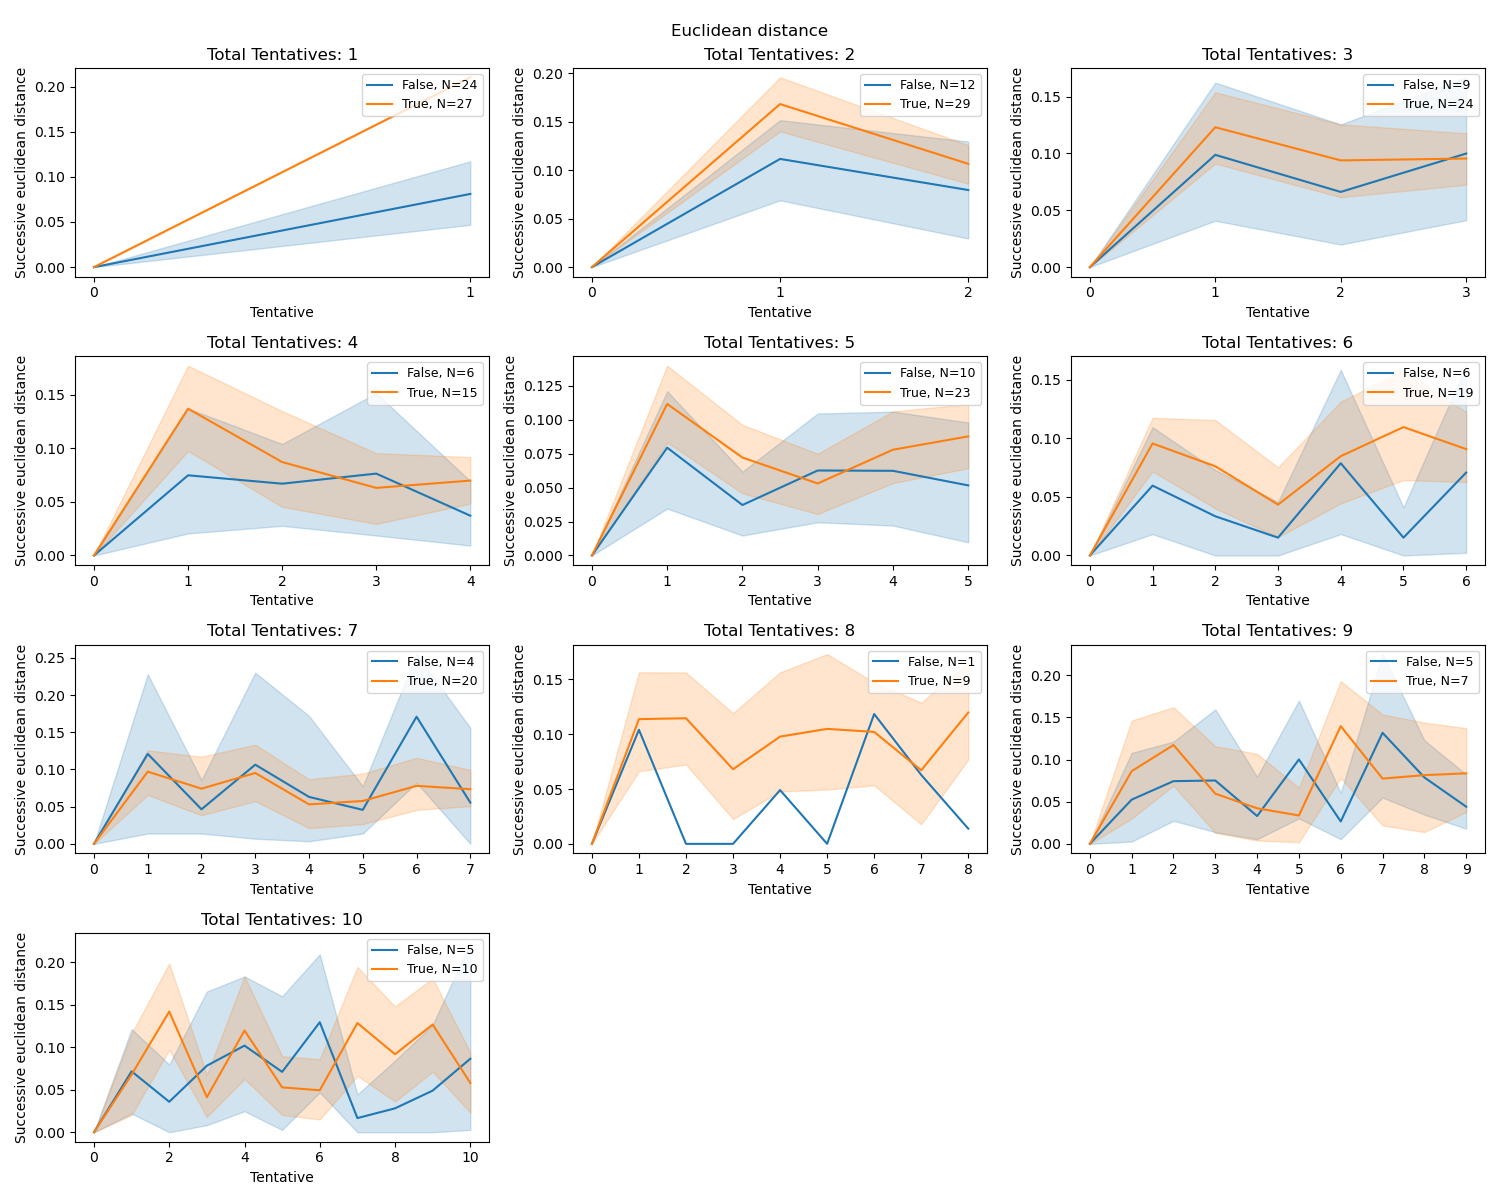 Euclidean distance
Total Tentatives: 1
Successive euclidean distance
0.20
0.15
0.10
0.05
0.00
False, N=24
True, N=27
0 1
Tentative
Total Tentatives: 2
Successive euclidean distance
0.20
0.15
0.10
0.05
0.00
False, N=12
True, N=29
0 1 2
Tentative
Total Tentatives: 3
Successive euclidean distance
0.15
0.10
0.05
0.00
False, N=9
True, N=24
0 1 2 3
Tentative
Total Tentatives: 4
Successive euclidean distance
0.15
0.10
0.05
0.00
False, N=6
True, N=15
0 1 2 3 4
Tentative
Total Tentatives: 5
Successive euclidean distance
0.125
0.100
0.075
0.050
0.025
0.000
False, N=10
True, N=23
0 1 2 3 4 5
Tentative
Total Tentatives: 6
Successive euclidean distance
0.15
0.10
0.05
0.00
False, N=6
True, N=19
0 1 2 3 4 5 6
Tentative
Total Tentatives: 7
Successive euclidean distance
0.25
0.20
0.15
0.10
0.05
0.00
False, N=4
True, N=20
0 1 2 3 4 5 6 7
Tentative
Total Tentatives: 8
Successive euclidean distance
0.15
0.10
0.05
0.00
False, N=1
True, N=9
0 1 2 3 4 5 6 7 8
Tentative
Total Tentatives: 9
Successive euclidean distance
0.20
0.15
0.10
0.05
0.00
False, N=5
True, N=7
0 1 2 3 4 5 6 7 8 9
Tentative
Total Tentatives: 10
Successive euclidean distance
0.20
0.15
0.10
0.05
0.00
False, N=5
True, N=10
0 2 4 6 8 10
Tentative